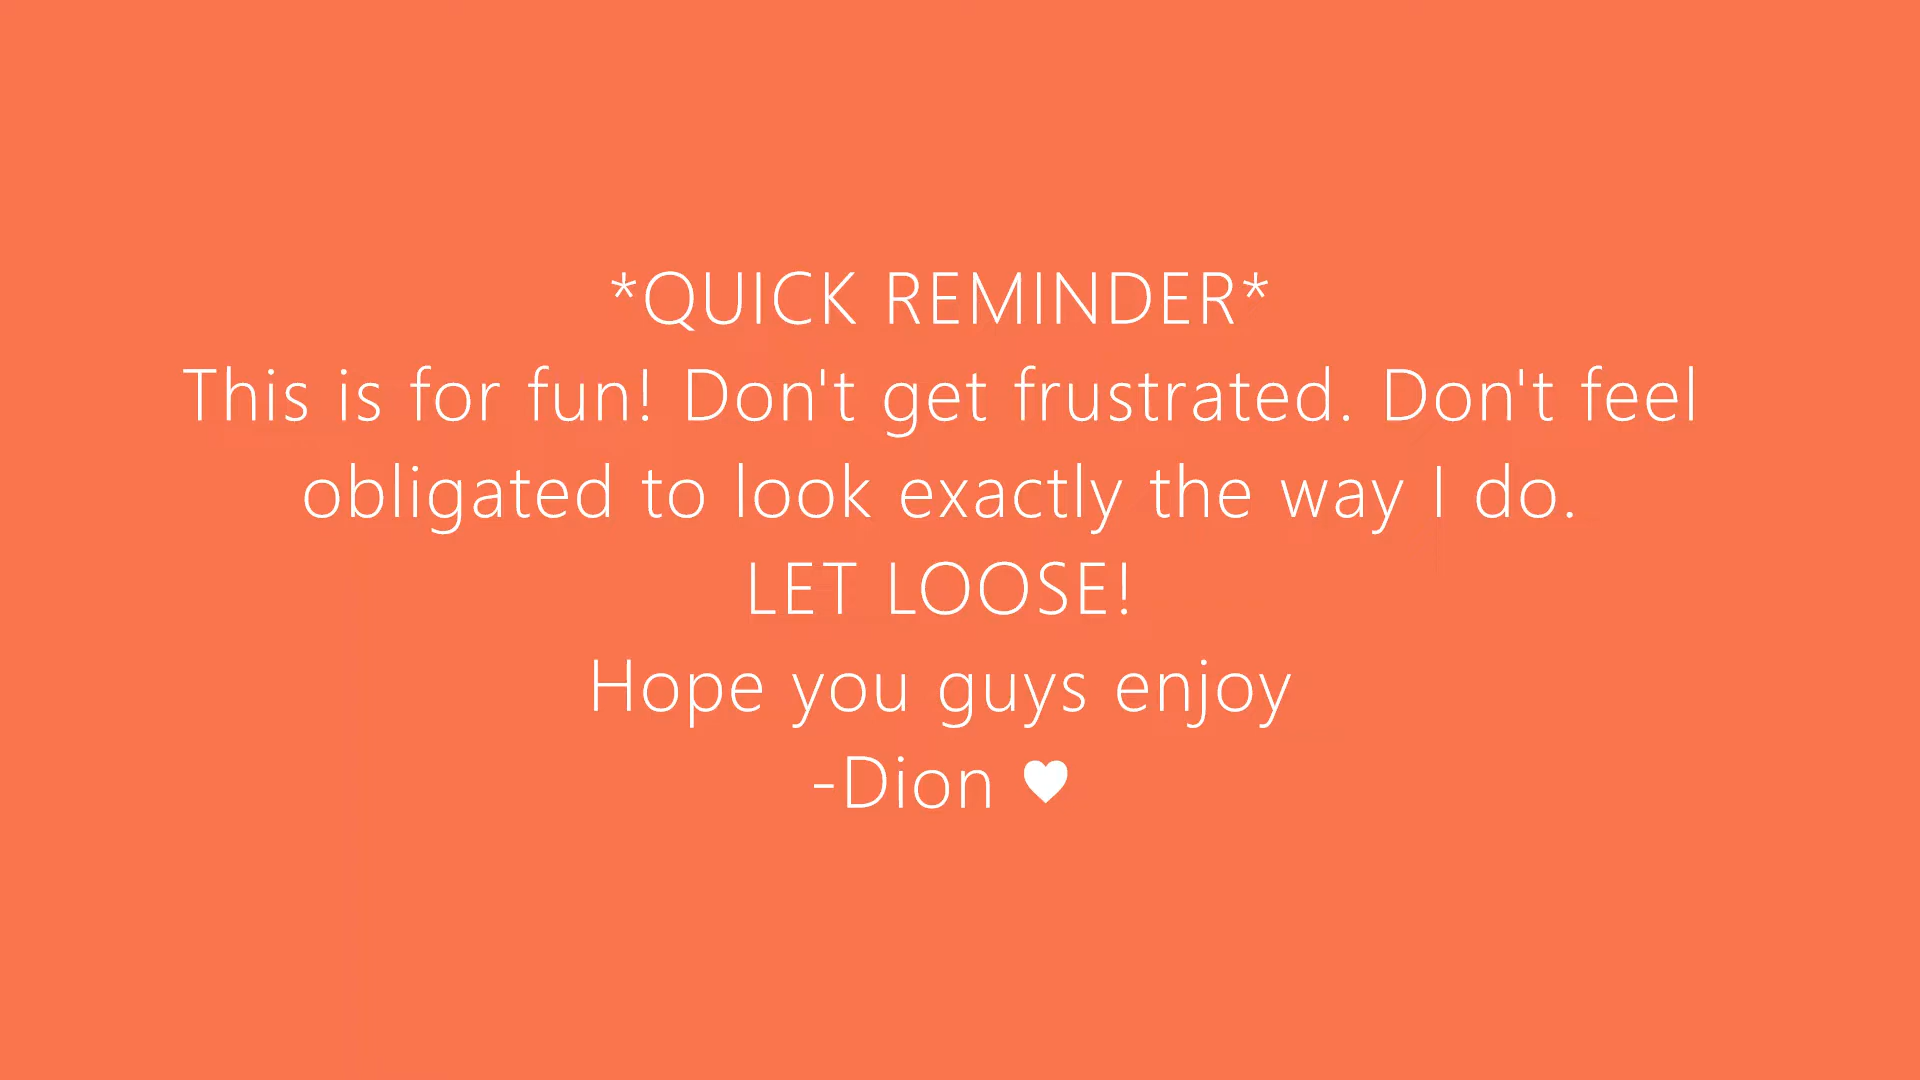 *QUICK REMINDER*
This is for fun! Don't get frustrated. Don't feel
obligated to look exactly the way I do.
LET LOOSE!
Hope you guys enjoy
-Dion ♥